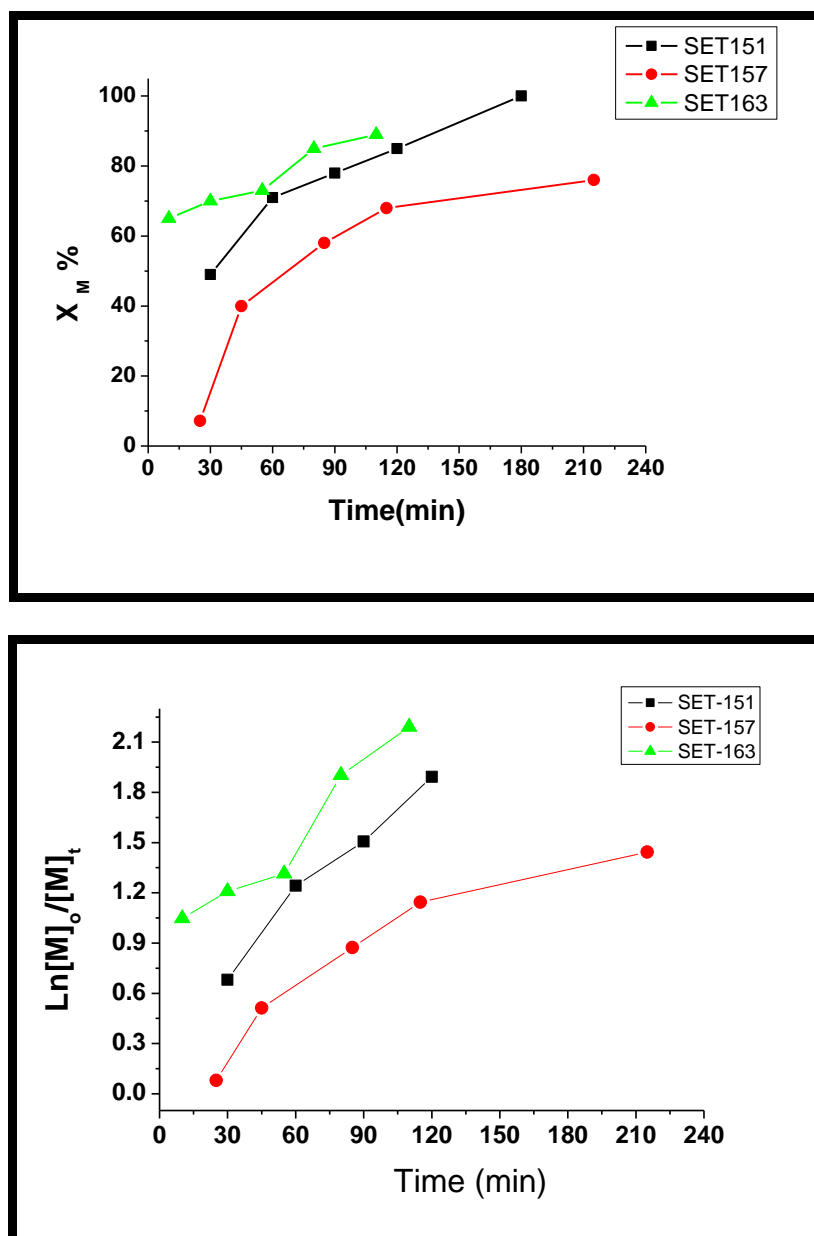 SET151
SET157
SET163
100
80
60
40
20
0
X M %
0 30 60 90 120 150 180 210 240
Time(min)
SET-151
SET-157
SET-163
2.1
1.8
1.5
1.2
0.9
0.6
0.3
0.0
Ln[M]o/[M]t
0 30 60 90 120 150 180 210 240
Time (min)